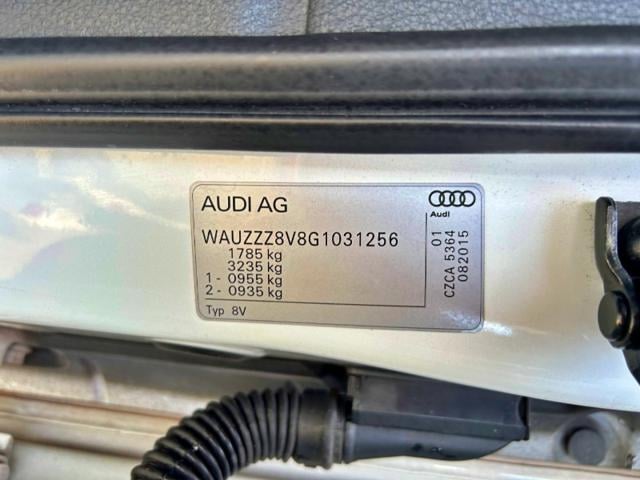 AUDI AG
Audi
WAUZZZ8V8G1031256
1785 kg
3235 kg
1 - 0955 kg
2 - 0935 kg
Typ 8V
01
CZCA 5364
082015